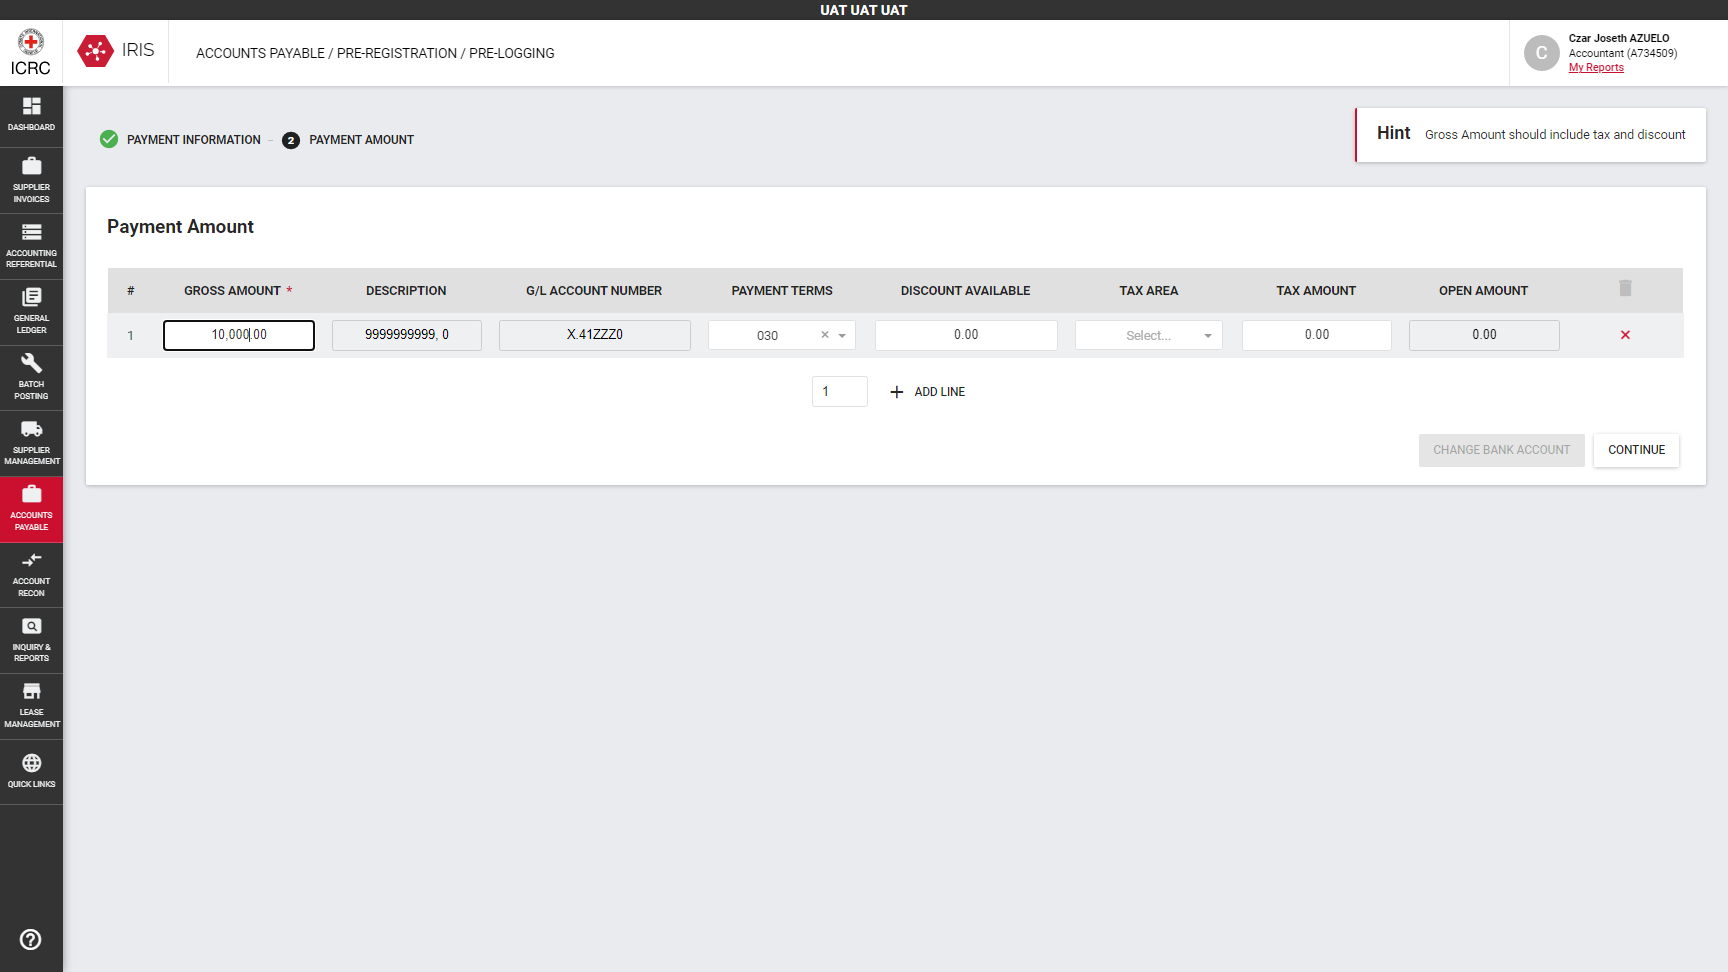 UAT UAT UAT
ICRC
IRIS
ACCOUNTS PAYABLE / PRE-REGISTRATION / PRE-LOGGING
C
Czar Joseth AZUELO
Accountant (A734509)
My Reports
DASHBOARD
SUPPLIER
INVOICES
ACCOUNTING
REFERENTIAL
GENERAL
LEDGER
BATCH
POSTING
SUPPLIER
MANAGEMENT
ACCOUNTS
PAYABLE
ACCOUNT
RECON
INQUIRY &
REPORTS
LEASE
MANAGEMENT
QUICK LINKS
PAYMENT INFORMATION – 2 PAYMENT AMOUNT
Hint Gross Amount should include tax and discount
Payment Amount
# GROSS AMOUNT * DESCRIPTION G/L ACCOUNT NUMBER PAYMENT TERMS DISCOUNT AVAILABLE TAX AREA TAX AMOUNT OPEN AMOUNT
1 10,000.00 9999999999, 0 X.41ZZZ0 030 × 0.00 Select... 0.00 0.00 ×
1 + ADD LINE
CHANGE BANK ACCOUNT CONTINUE